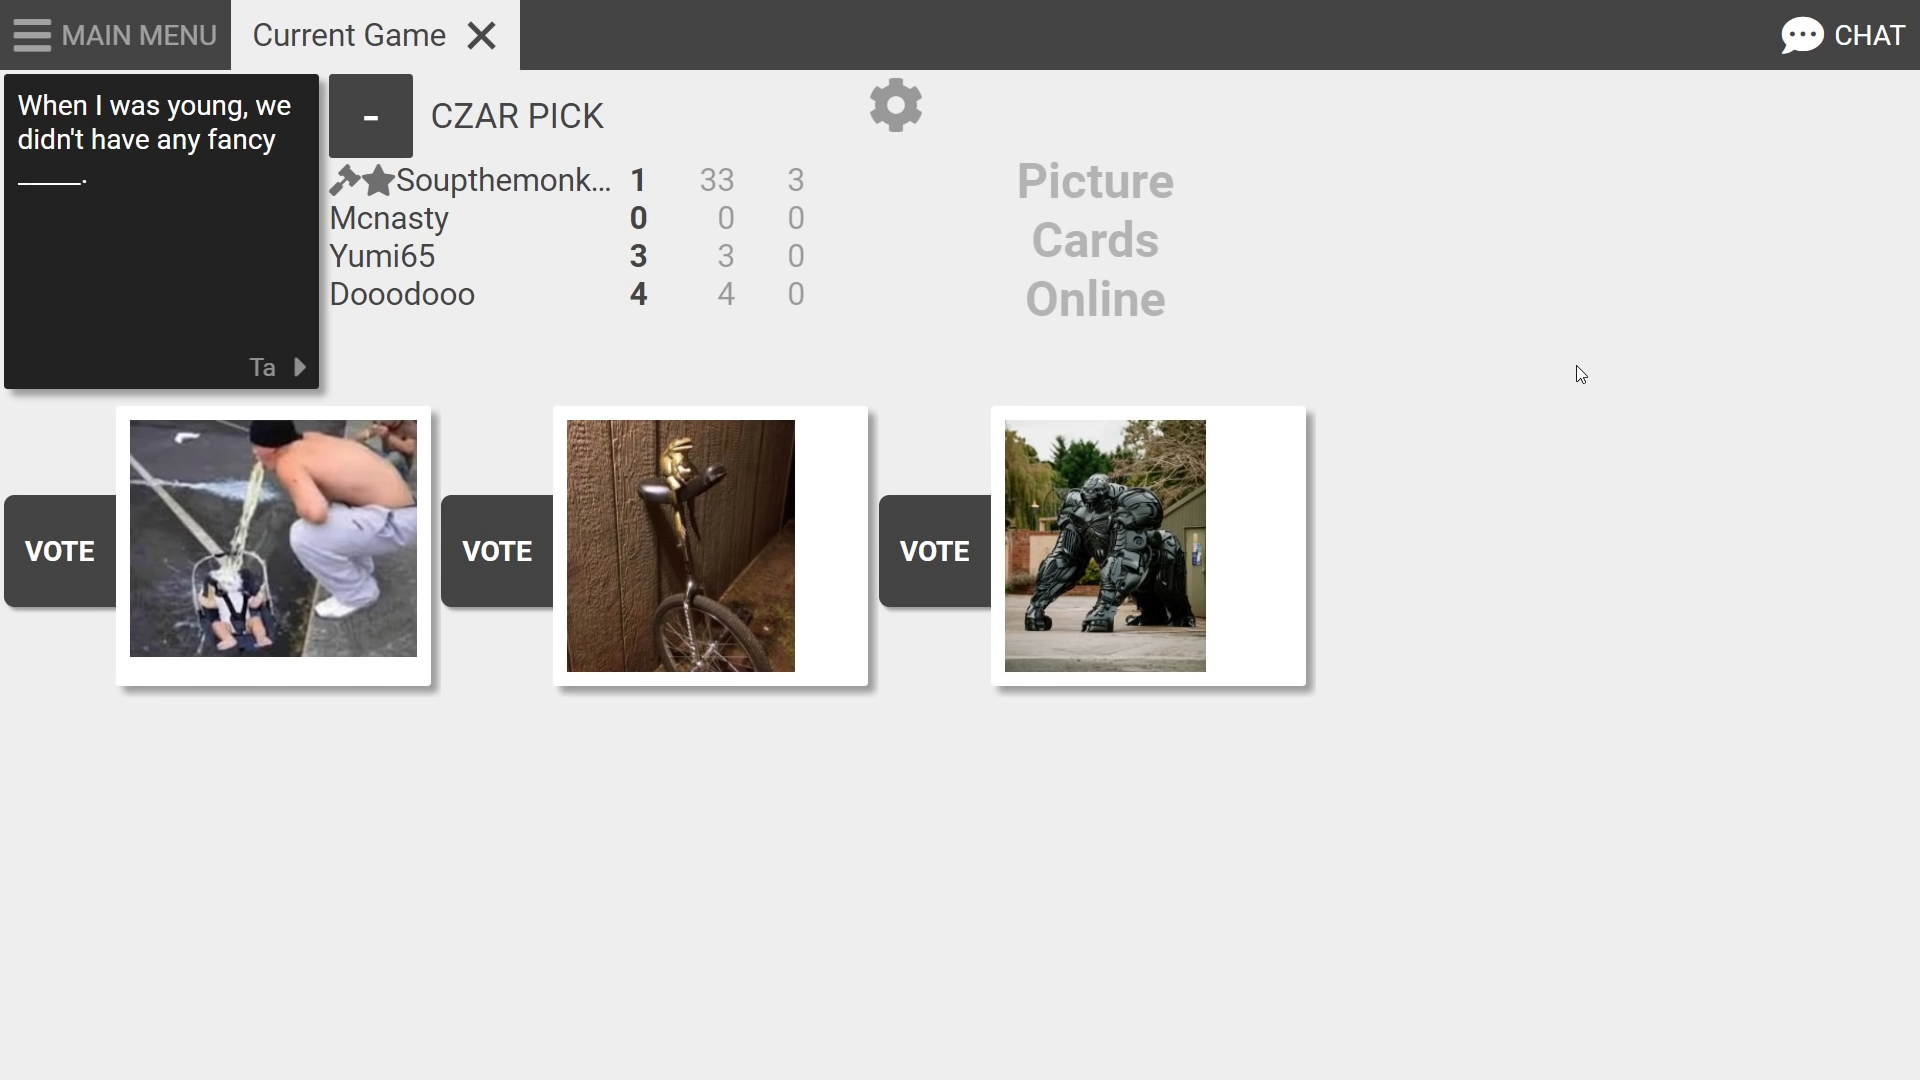 MAIN MENU
Current Game
CHAT
When I was young, we
didn't have any fancy
_____.
Ta
-
CZAR PICK
Soupthemonk... 1 33 3
Mcnasty 0 0 0
Yumi65 3 3 0
Dooodooo 4 4 0
Picture
Cards
Online
VOTE
VOTE
VOTE